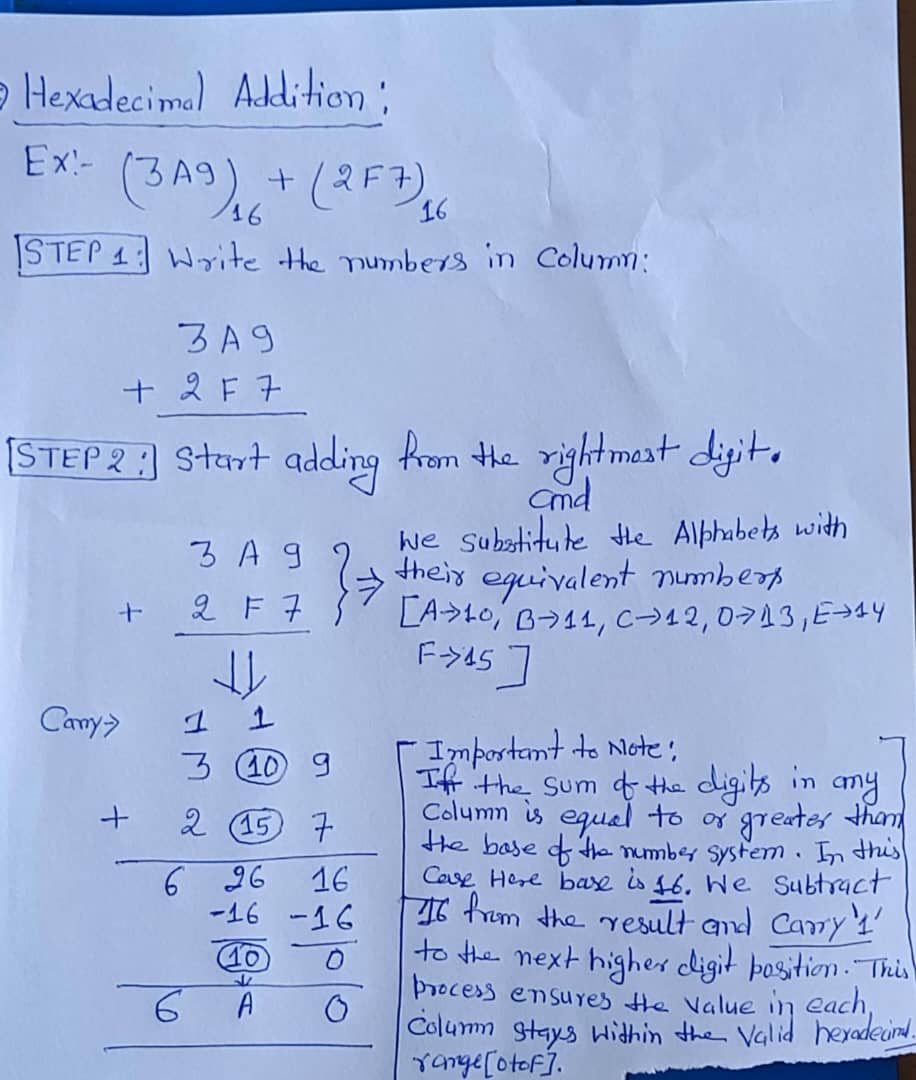 Hexadecimal Addition:
Ex:- (3A9)16 + (2F7)16
STEP 1: Write the numbers in Column:
3 A 9
+ 2 F 7
STEP 2: Start adding from the rightmost digit.
and
3 A 9
+ 2 F 7
} ⇒ We substitute the Alphabets with
their equivalent numbers
[A→10, B→11, C→12, D→13, E→14
F→15]
⇓
Carry→ 1 1
3 10 9
+ 2 15 7
6 26 16
-16 -16
10 0
↓
6 A 0
[Important to Note:
If the sum of the digits in any
Column is equal to or greater than
the base of the number system. In this
Case Here base is 16. We Subtract
16 from the result and Carry '1'
to the next higher digit position. This
process ensures the value in each
Column stays within the Valid hexadecimal
range[0 to F].